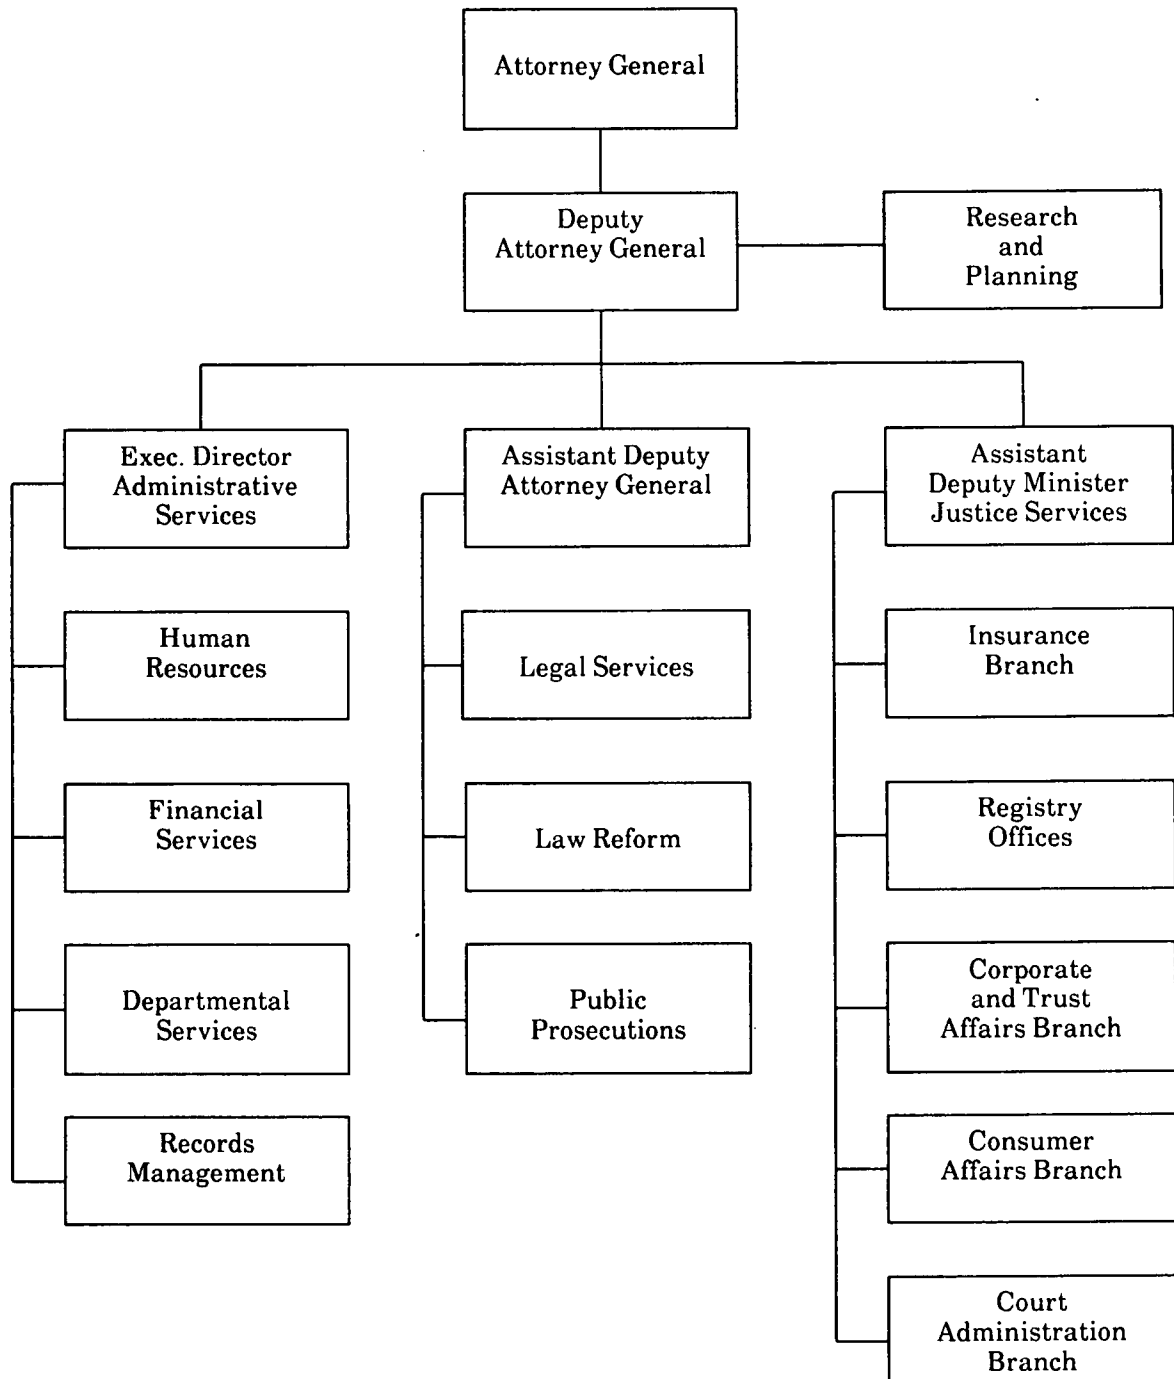 Attorney General
Deputy
Attorney General
Research
and
Planning
Exec. Director
Administrative
Services
Assistant Deputy
Attorney General
Assistant
Deputy Minister
Justice Services
Human
Resources
Legal Services
Insurance
Branch
Financial
Services
Law Reform
Registry
Offices
Departmental
Services
Public
Prosecutions
Corporate
and Trust
Affairs Branch
Records
Management
Consumer
Affairs Branch
Court
Administration
Branch